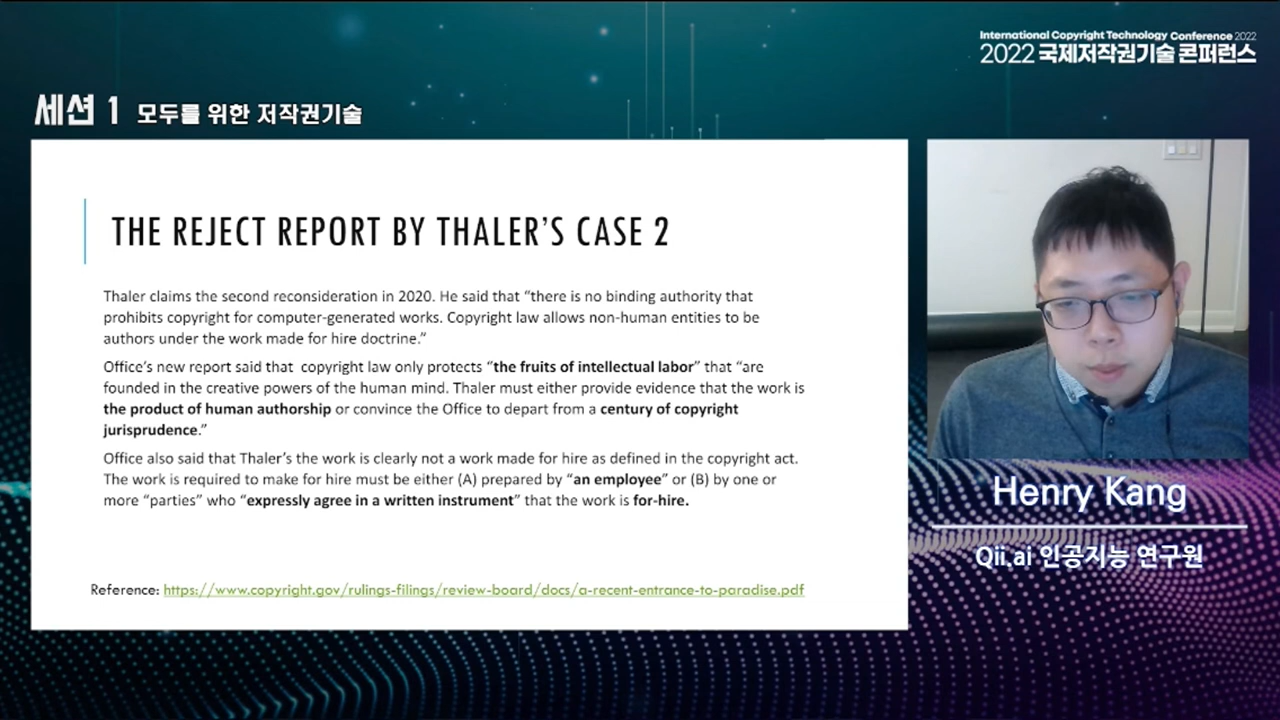 International Copyright Technology Conference 2022
2022 국제저작권기술 콘퍼런스
세션 1 모두를 위한 저작권기술
THE REJECT REPORT BY THALER'S CASE 2
Thaler claims the second reconsideration in 2020. He said that “there is no binding authority that
prohibits copyright for computer-generated works. Copyright law allows non-human entities to be
authors under the work made for hire doctrine.”
Office's new report said that copyright law only protects “the fruits of intellectual labor” that “are
founded in the creative powers of the human mind. Thaler must either provide evidence that the work is
the product of human authorship or convince the Office to depart from a century of copyright
jurisprudence.”
Office also said that Thaler's the work is clearly not a work made for hire as defined in the copyright act.
The work is required to make for hire must be either (A) prepared by “an employee” or (B) by one or
more “parties” who “expressly agree in a written instrument” that the work is for-hire.
Reference: https://www.copyright.gov/rulings-filings/review-board/docs/a-recent-entrance-to-paradise.pdf
Henry Kang
Qii.ai 인공지능 연구원